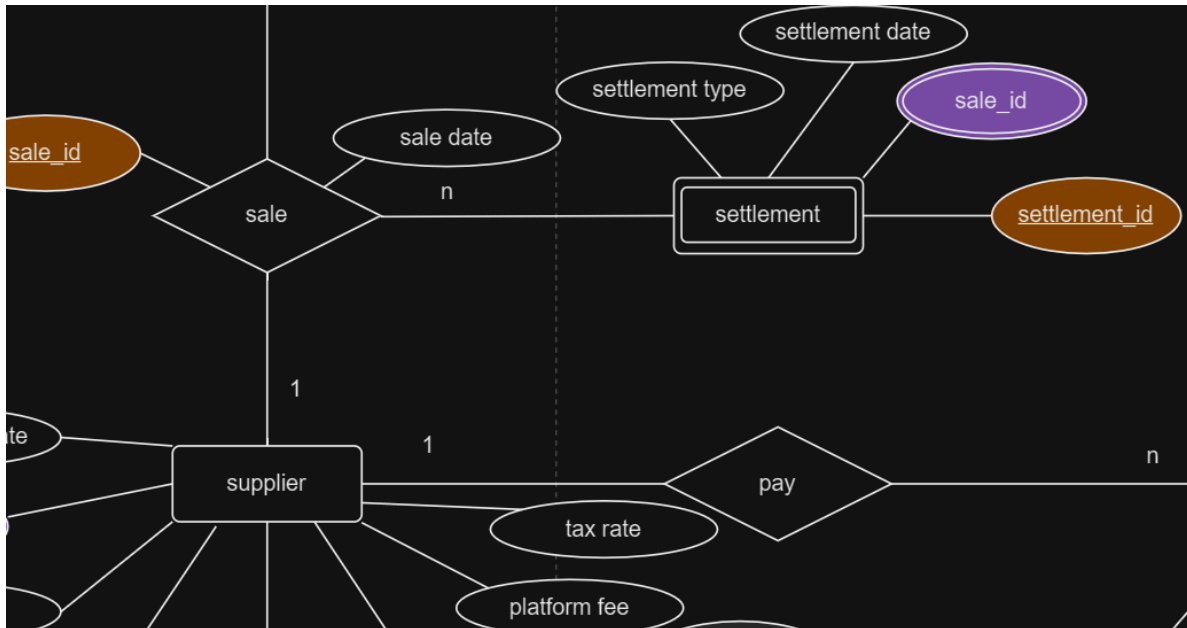 settlement date
settlement type
sale_id
sale date
sale_id
n
sale
settlement
settlement_id
1
1
n
supplier
pay
tax rate
platform fee